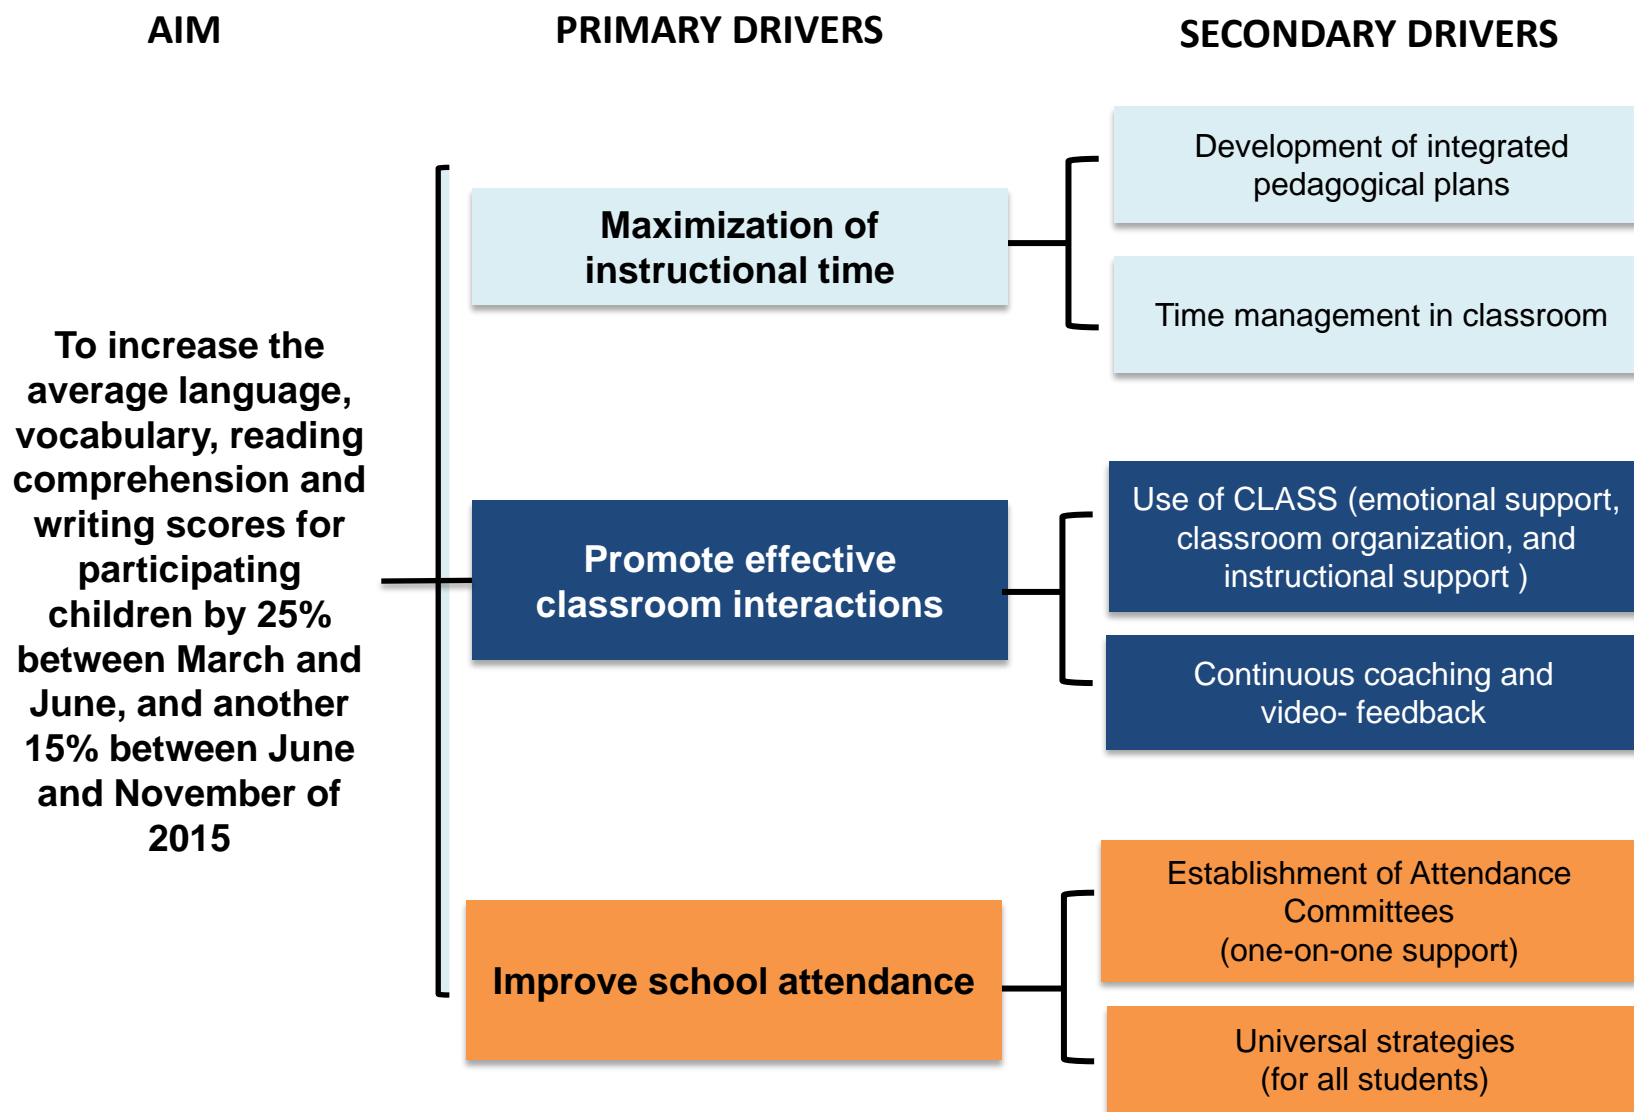 AIM
PRIMARY DRIVERS
SECONDARY DRIVERS
To increase the
average language,
vocabulary, reading
comprehension and
writing scores for
participating
children by 25%
between March and
June, and another
15% between June
and November of
2015
Maximization of
instructional time
Development of integrated
pedagogical plans
Time management in classroom
Promote effective
classroom interactions
Use of CLASS (emotional support,
classroom organization, and
instructional support )
Continuous coaching and
video- feedback
Improve school attendance
Establishment of Attendance
Committees
(one-on-one support)
Universal strategies
(for all students)